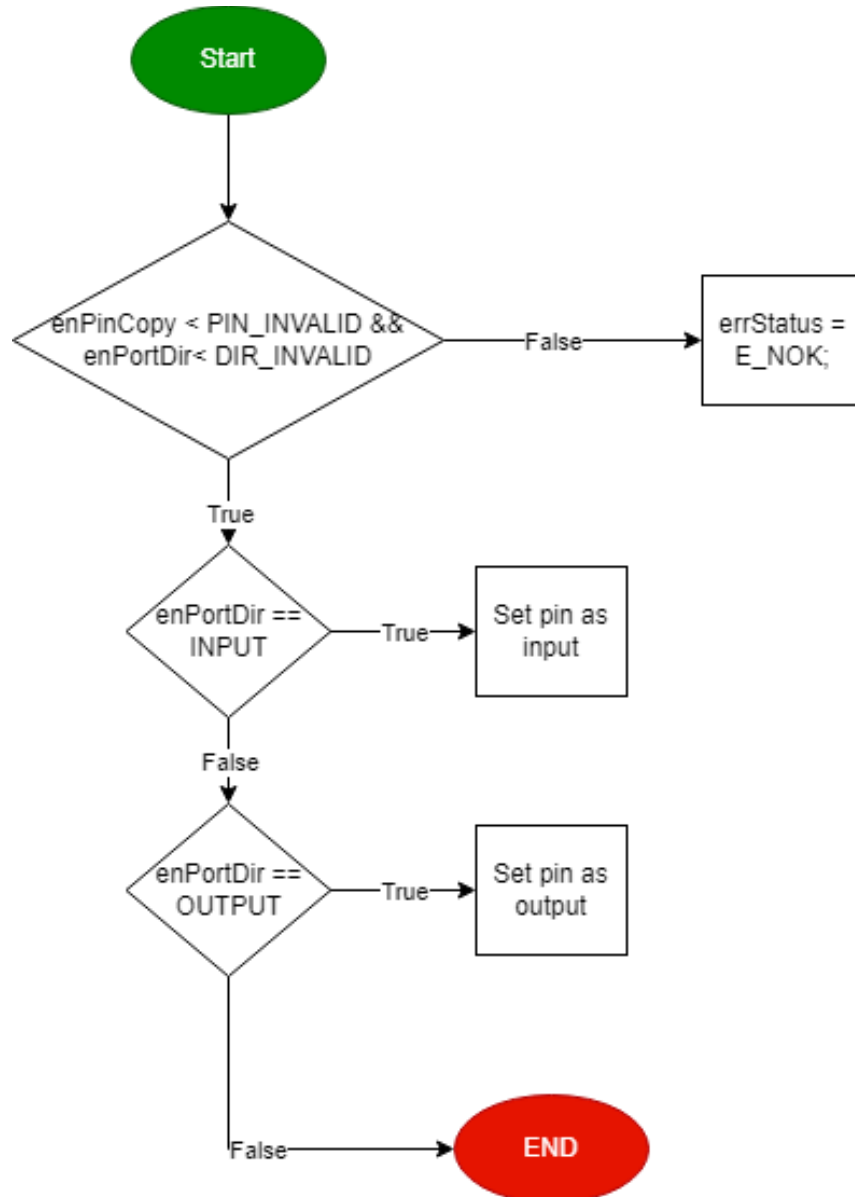 Start
enPinCopy < PIN_INVALID &&
enPortDir< DIR_INVALID
False
errStatus =
E_NOK;
True
enPortDir ==
INPUT
True
Set pin as
input
False
enPortDir ==
OUTPUT
True
Set pin as
output
False
END